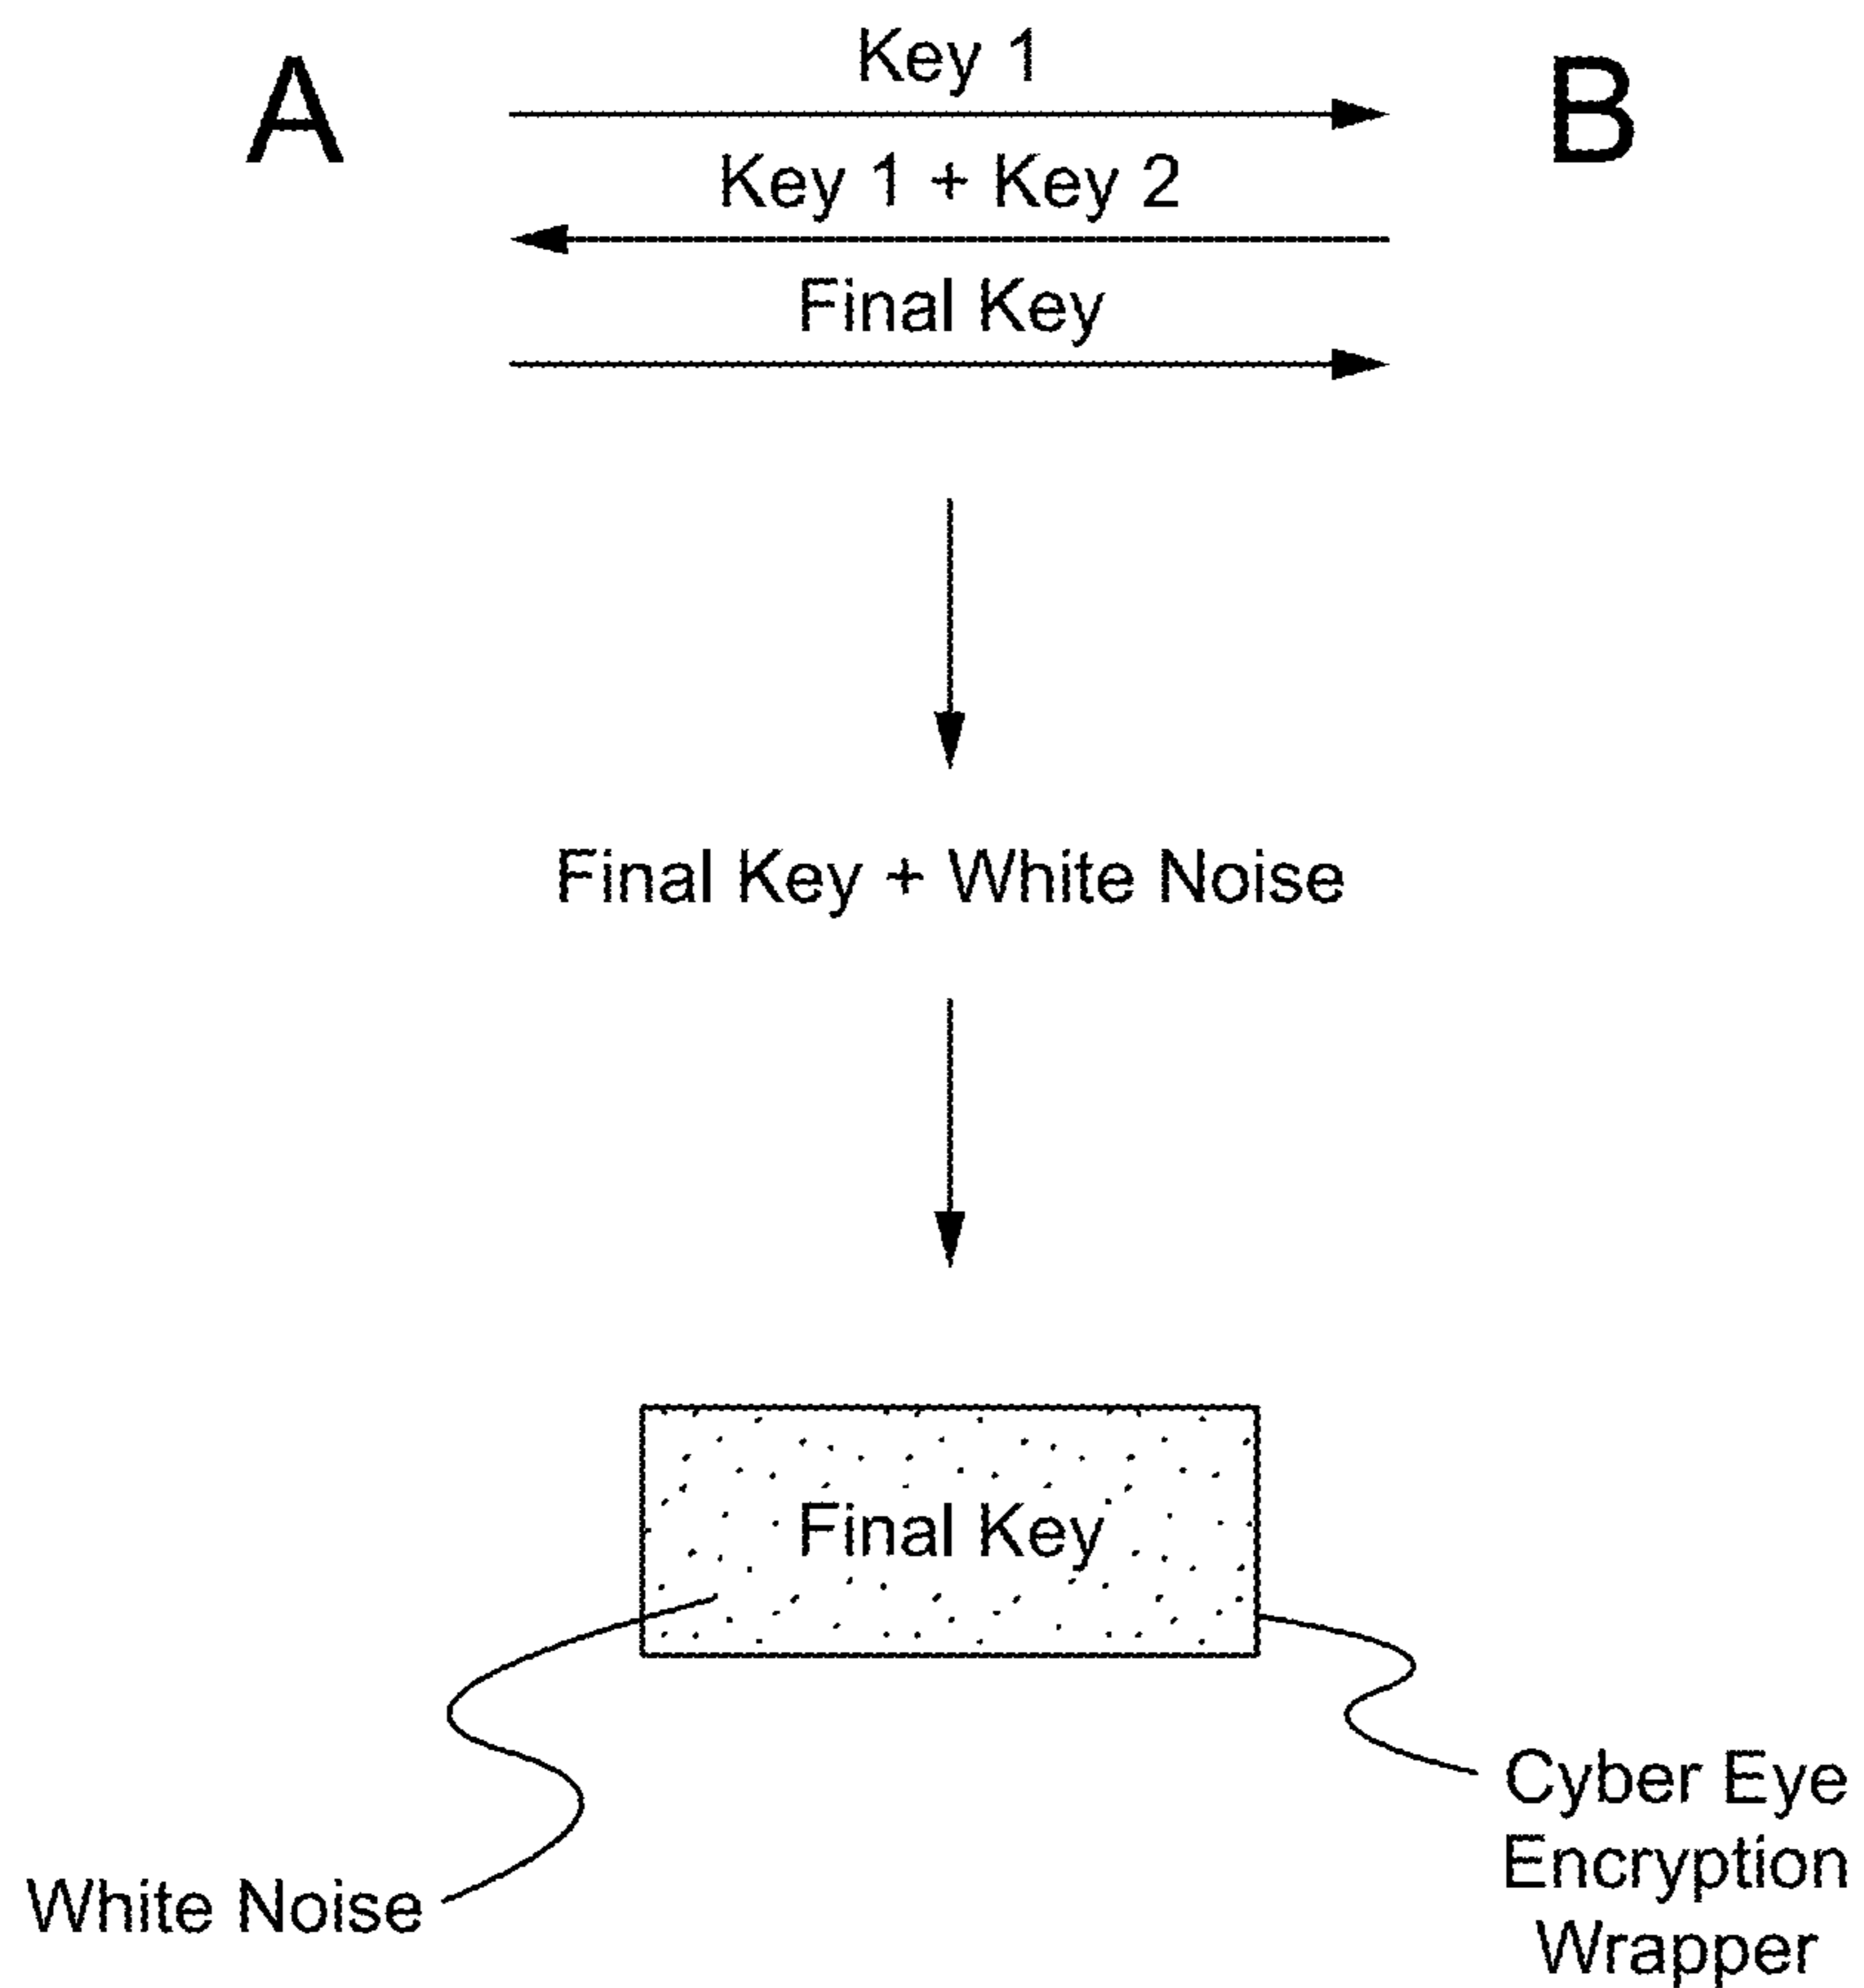 A
Key 1
B
Key 1 + Key 2
Final Key
Final Key + White Noise
Final Key
White Noise
Cyber Eye
Encryption
Wrapper